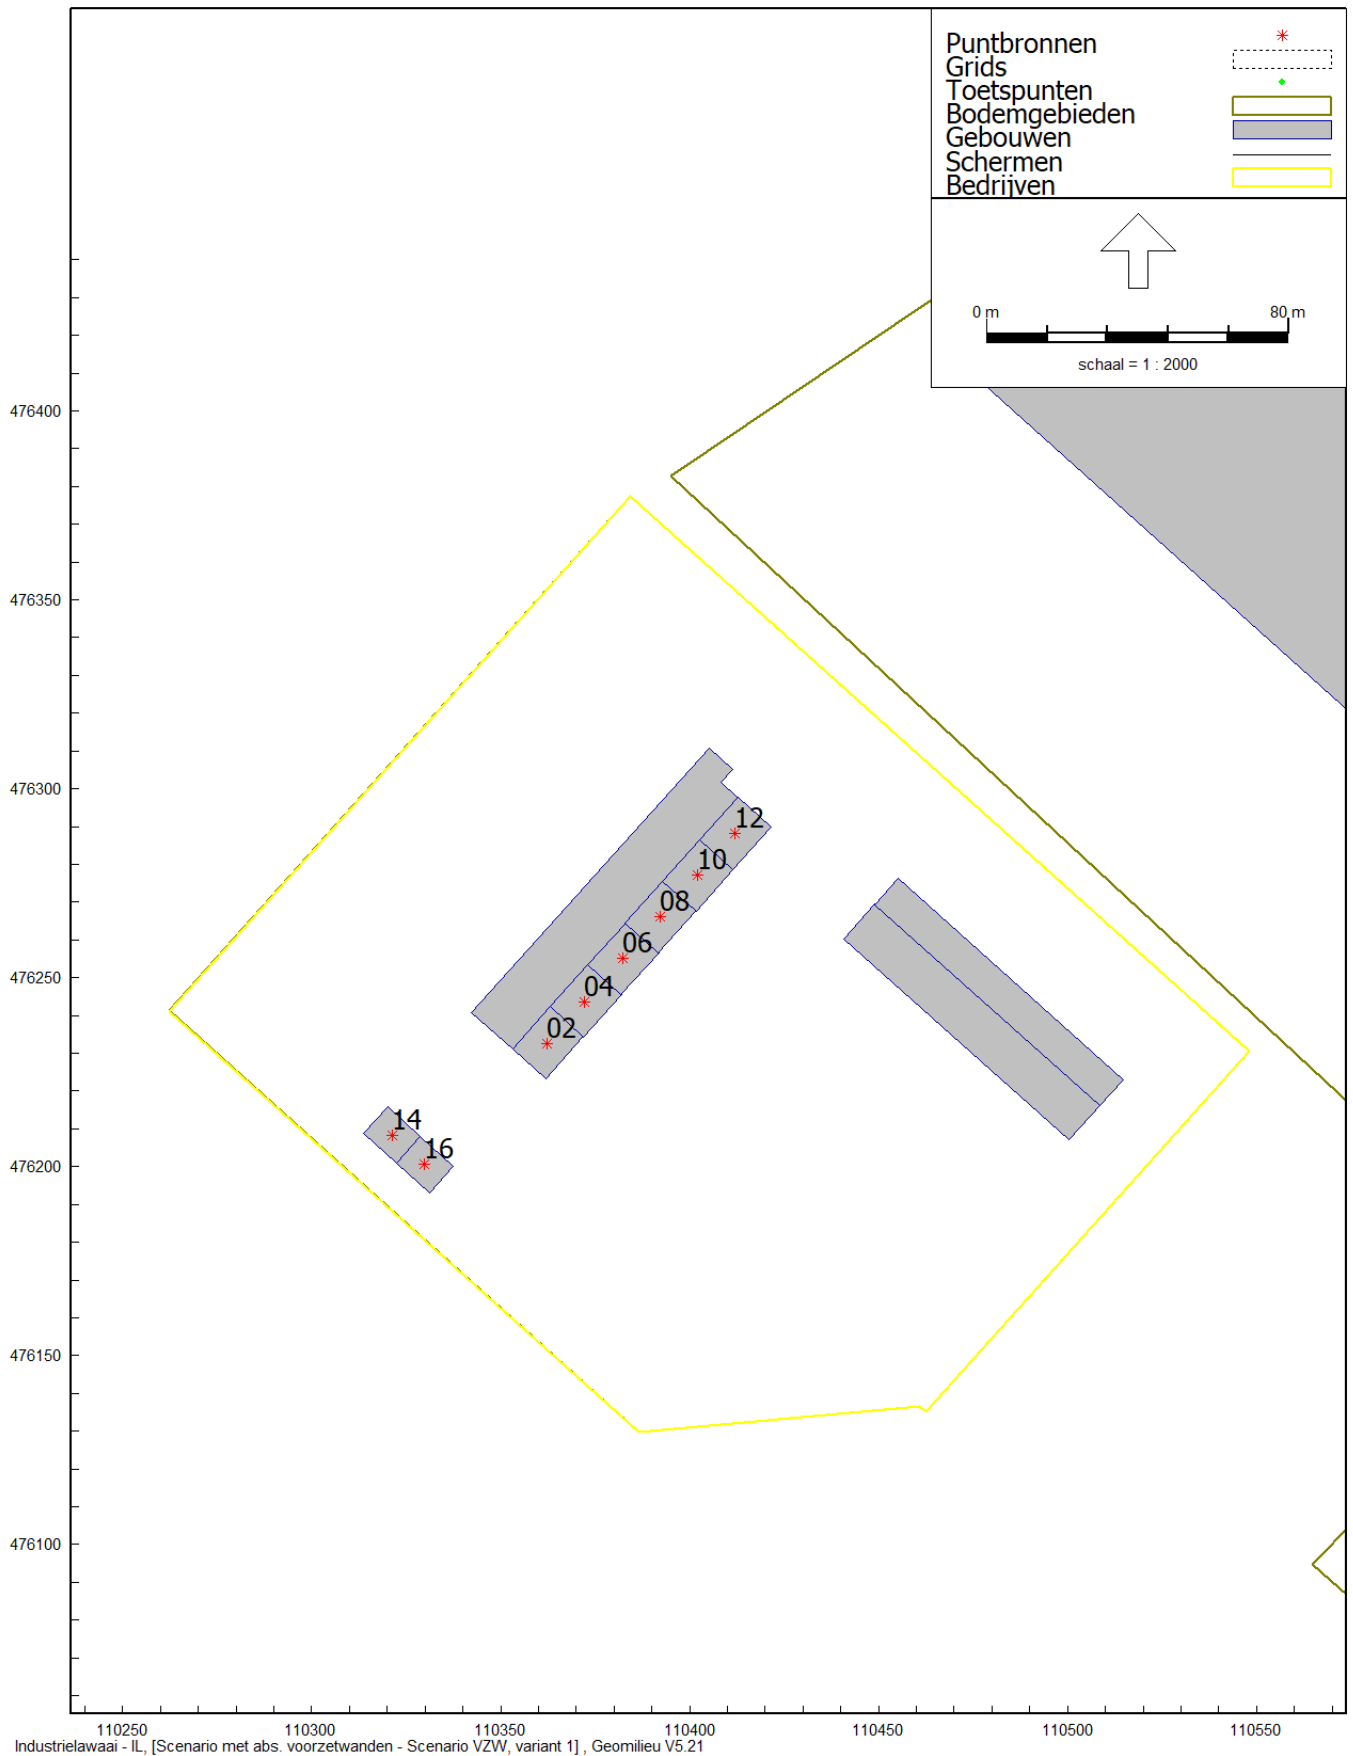 Puntbronnen
Grids
Toetspunten
Bodemgebieden
Gebouwen
Schermen
Bedrijven
0 m 80 m
schaal = 1 : 2000
476400
476350
476300
12
10
08
06
476250
04
02
14
16
476200
476150
476100
110250 110300 110350 110400 110450 110500 110550
Industrielawaai - IL, [Scenario met abs. voorzetwanden - Scenario VZW, variant 1] , Geomilieu V5.21